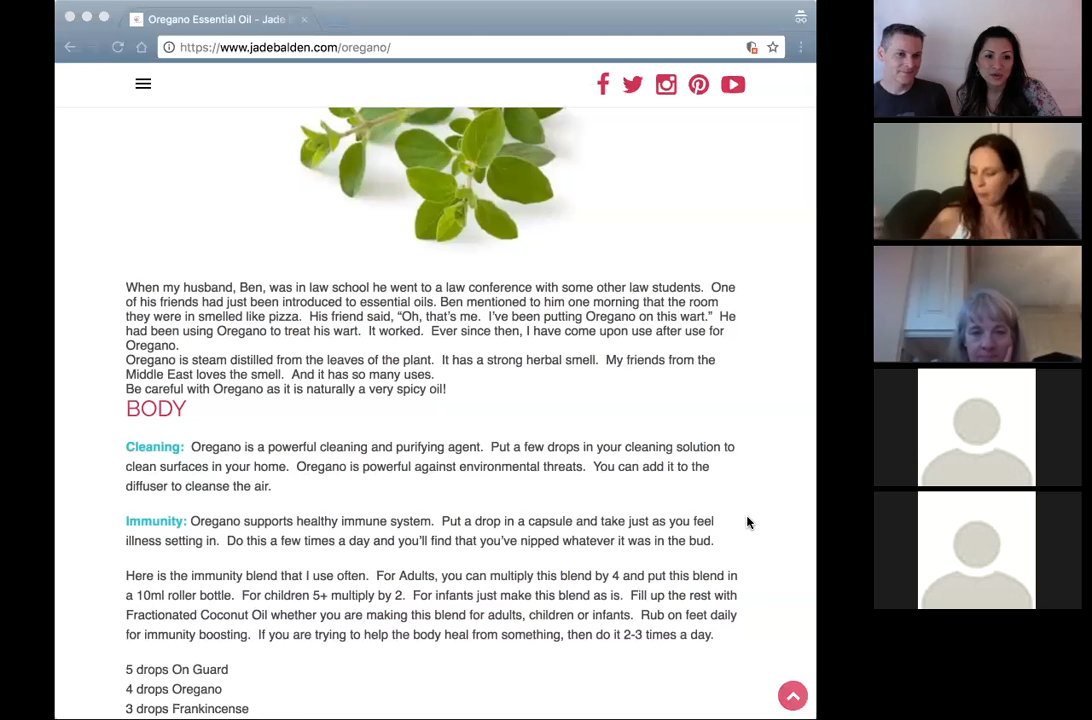 Oregano Essential Oil - Jade
https://www.jadebalden.com/oregano/
When my husband, Ben, was in law school he went to a law conference with some other law students. One
of his friends had just been introduced to essential oils. Ben mentioned to him one morning that the room
they were in smelled like pizza. His friend said, “Oh, that’s me. I’ve been putting Oregano on this wart.” He
had been using Oregano to treat his wart. It worked. Ever since then, I have come upon use after use for
Oregano.
Oregano is steam distilled from the leaves of the plant. It has a strong herbal smell. My friends from the
Middle East loves the smell. And it has so many uses.
Be careful with Oregano as it is naturally a very spicy oil!
BODY
Cleaning: Oregano is a powerful cleaning and purifying agent. Put a few drops in your cleaning solution to
clean surfaces in your home. Oregano is powerful against environmental threats. You can add it to the
diffuser to cleanse the air.
Immunity: Oregano supports healthy immune system. Put a drop in a capsule and take just as you feel
illness setting in. Do this a few times a day and you’ll find that you’ve nipped whatever it was in the bud.
Here is the immunity blend that I use often. For Adults, you can multiply this blend by 4 and put this blend in
a 10ml roller bottle. For children 5+ multiply by 2. For infants just make this blend as is. Fill up the rest with
Fractionated Coconut Oil whether you are making this blend for adults, children or infants. Rub on feet daily
for immunity boosting. If you are trying to help the body heal from something, then do it 2-3 times a day.
5 drops On Guard
4 drops Oregano
3 drops Frankincense